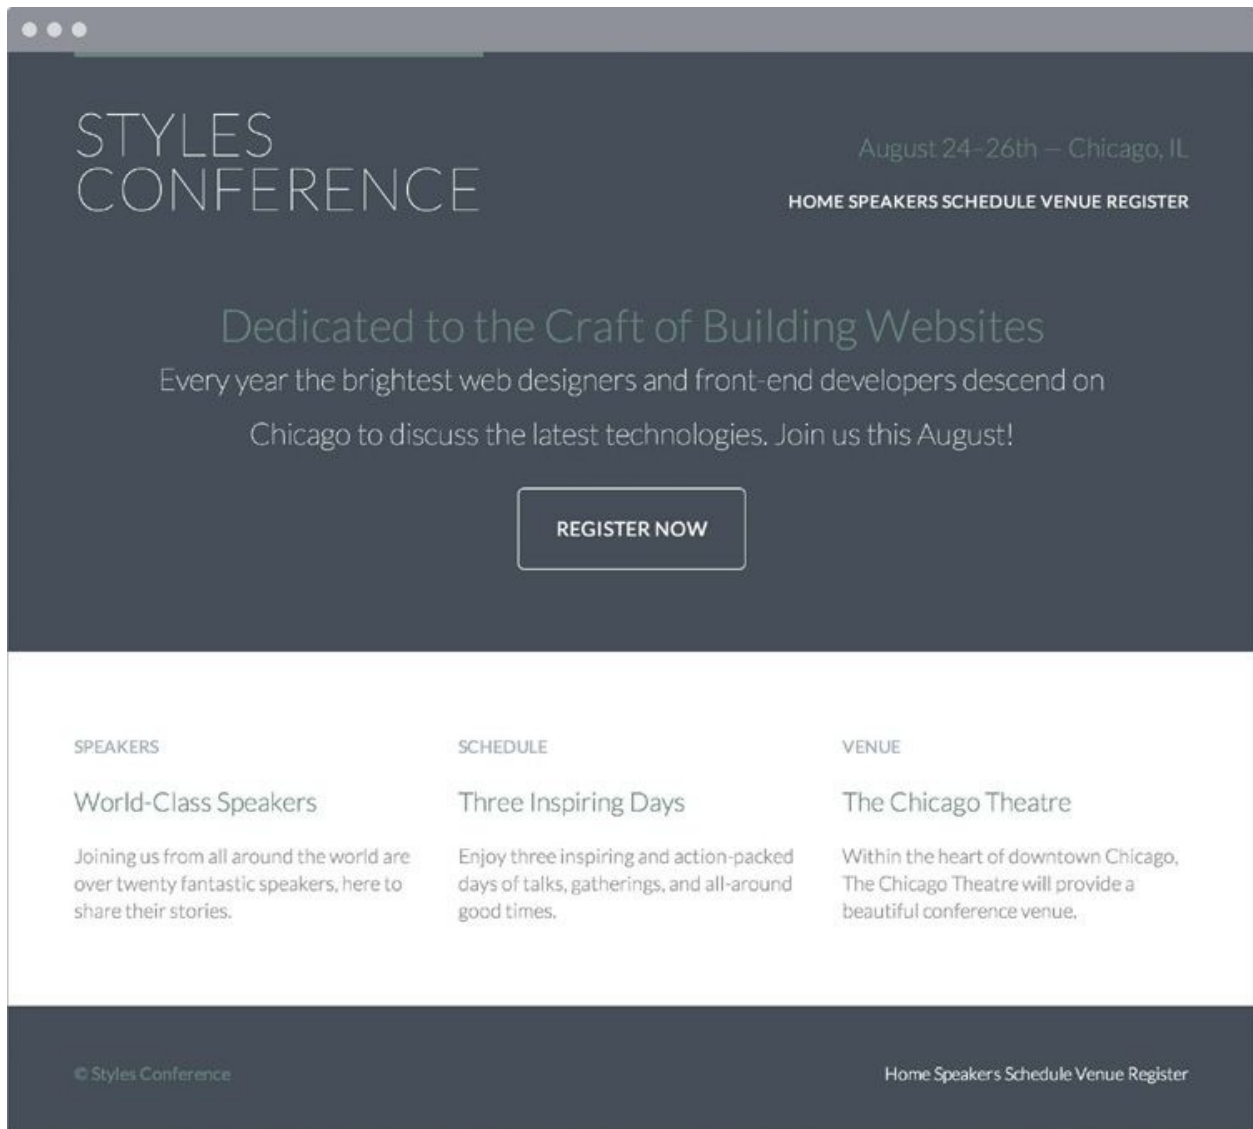 STYLES
CONFERENCE
August 24–26th — Chicago, IL
HOME SPEAKERS SCHEDULE VENUE REGISTER
Dedicated to the Craft of Building Websites
Every year the brightest web designers and front-end developers descend on
Chicago to discuss the latest technologies. Join us this August!
REGISTER NOW
SPEAKERS
World-Class Speakers
Joining us from all around the world are
over twenty fantastic speakers, here to
share their stories.
SCHEDULE
Three Inspiring Days
Enjoy three inspiring and action-packed
days of talks, gatherings, and all-around
good times.
VENUE
The Chicago Theatre
Within the heart of downtown Chicago,
The Chicago Theatre will provide a
beautiful conference venue.
© Styles Conference
Home Speakers Schedule Venue Register